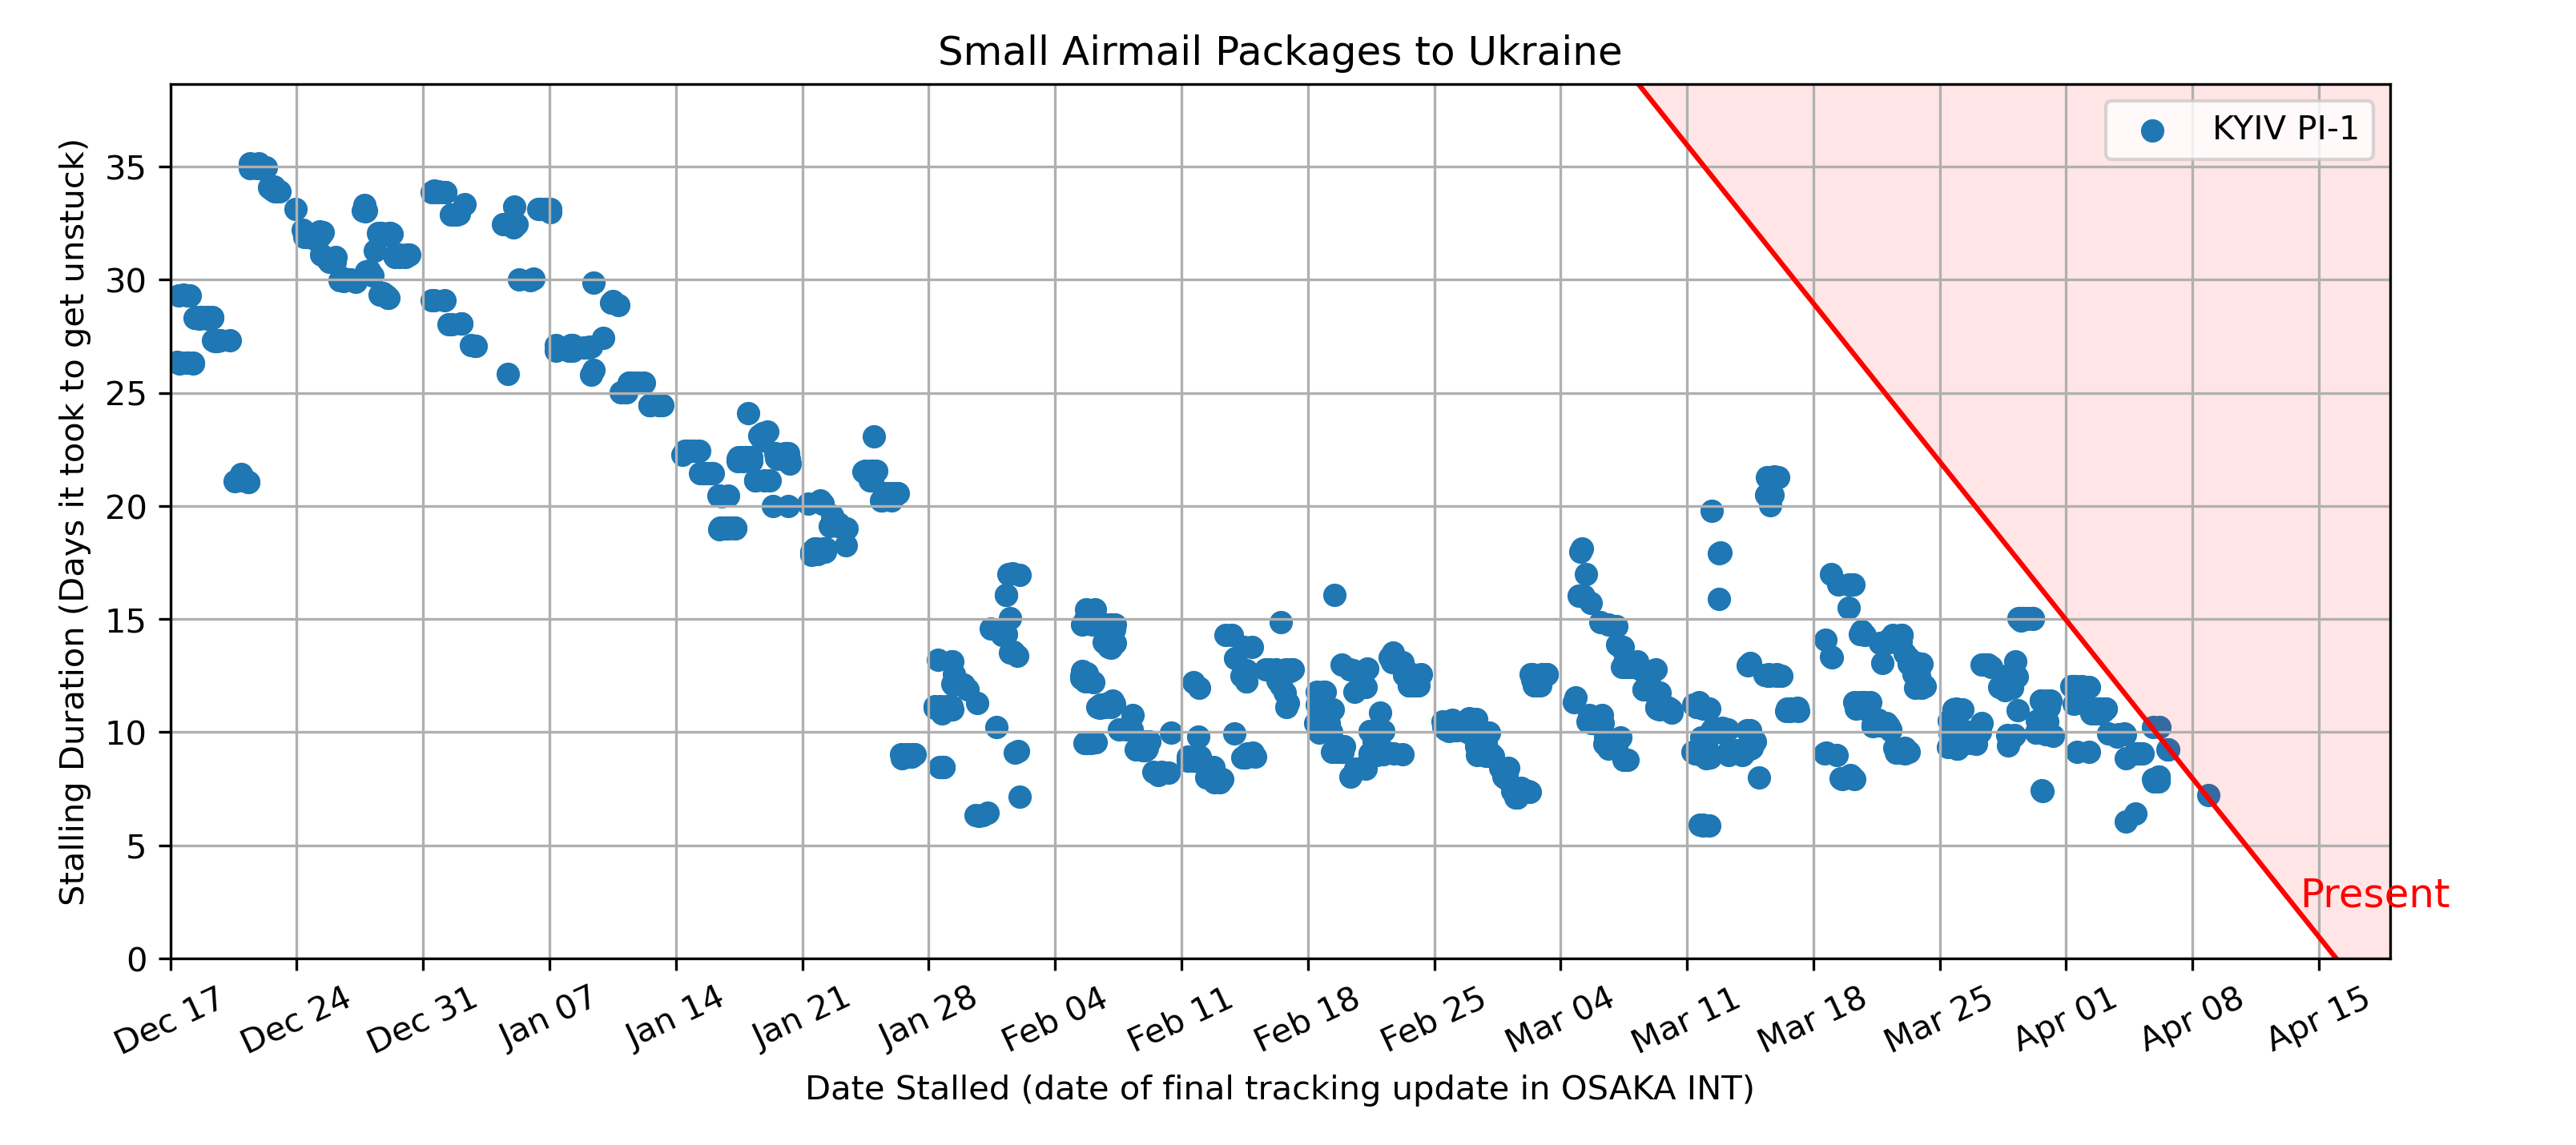 Small Airmail Packages to Ukraine
KYIV PI-1
Stalling Duration (Days it took to get unstuck)
35
30
25
20
15
10
5
0
Present
Dec 17
Dec 24
Dec 31
Jan 07
Jan 14
Jan 21
Jan 28
Feb 04
Feb 11
Feb 18
Feb 25
Mar 04
Mar 11
Mar 18
Mar 25
Apr 01
Apr 08
Apr 15
Date Stalled (date of final tracking update in OSAKA INT)